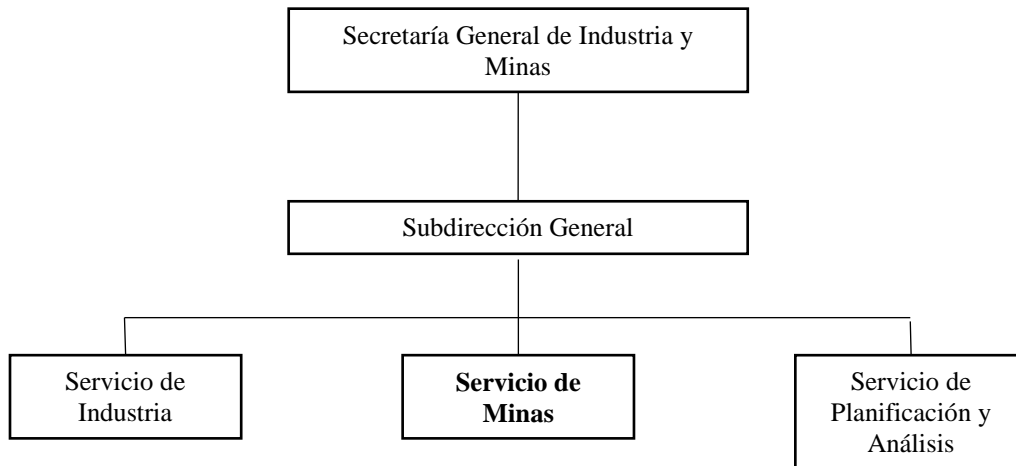 Secretaría General de Industria y
Minas
Subdirección General
Servicio de
Industria
Servicio de
Minas
Servicio de
Planificación y
Análisis